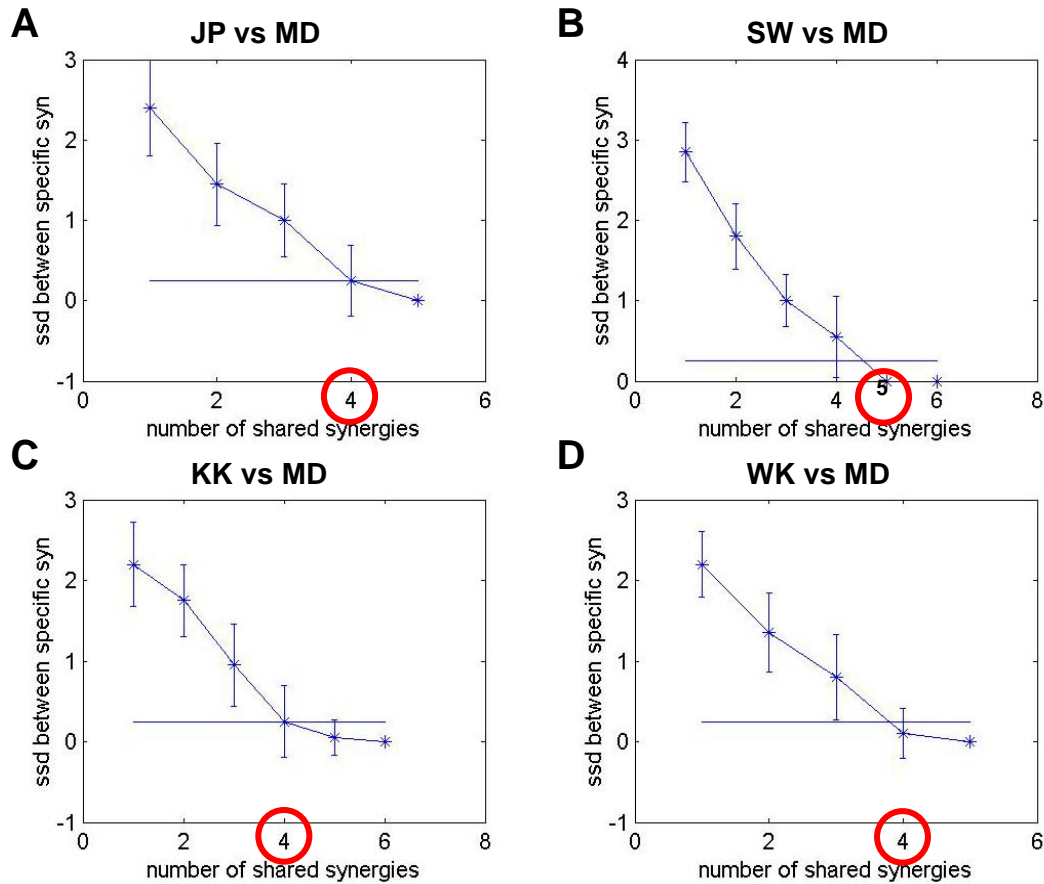 A
JP vs MD
3
2
1
0
-1
0
2
4
6
ssd between specific syn
number of shared synergies
B
SW vs MD
4
3
2
1
0
0
2
4
5
6
8
ssd between specific syn
number of shared synergies
C
KK vs MD
3
2
1
0
-1
0
2
4
6
8
ssd between specific syn
number of shared synergies
D
WK vs MD
3
2
1
0
-1
0
2
4
6
ssd between specific syn
number of shared synergies